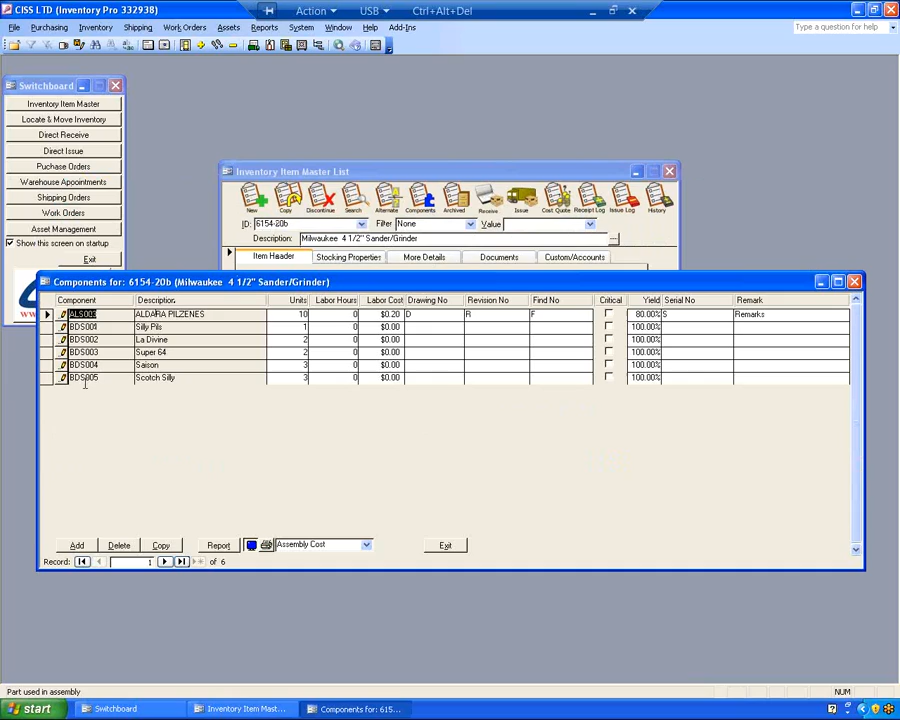 CISS LTD (Inventory Pro 332938)
Action
USB
Ctrl+Alt+Del
File Purchasing Inventory Shipping Work Orders Assets Reports System Window Help Add-Ins
Type a question for help
Switchboard
Inventory Item Master
Locate & Move Inventory
Direct Receive
Direct Issue
Puchase Orders
Warehouse Appointments
Shipping Orders
Work Orders
Asset Management
Show this screen on startup
Exit
Inventory Item Master List
New Copy Discontinue Search Alternate Components Archived Receive Issue Cost Quote Receipt Log Issue Log History
ID: 6154-20b Filter None Value
Description: Milwaukee 4 1/2" Sander/Grinder ...
Item Header Stocking Properties More Details Documents Custom/Accounts
Components for: 6154-20b (Milwaukee 4 1/2" Sander/Grinder)
Component Description Units Labor Hours Labor Cost Drawing No Revision No Find No Critical Yield Serial No Remark
ALS003 ALDARA PILZENES 10 0 $0.20 D R F 80.00% S Remarks
BDS001 Silly Pils 1 0 $0.00 100.00%
BDS002 La Divine 2 0 $0.00 100.00%
BDS003 Super 64 2 0 $0.00 100.00%
BDS004 Saison 3 0 $0.00 100.00%
BDS005 Scotch Silly 3 0 $0.00 100.00%
Add Delete Copy Report Assembly Cost Exit
Record: 1 of 6
Part used in assembly
NUM
start Switchboard Inventory Item Mast... Components for: 615...